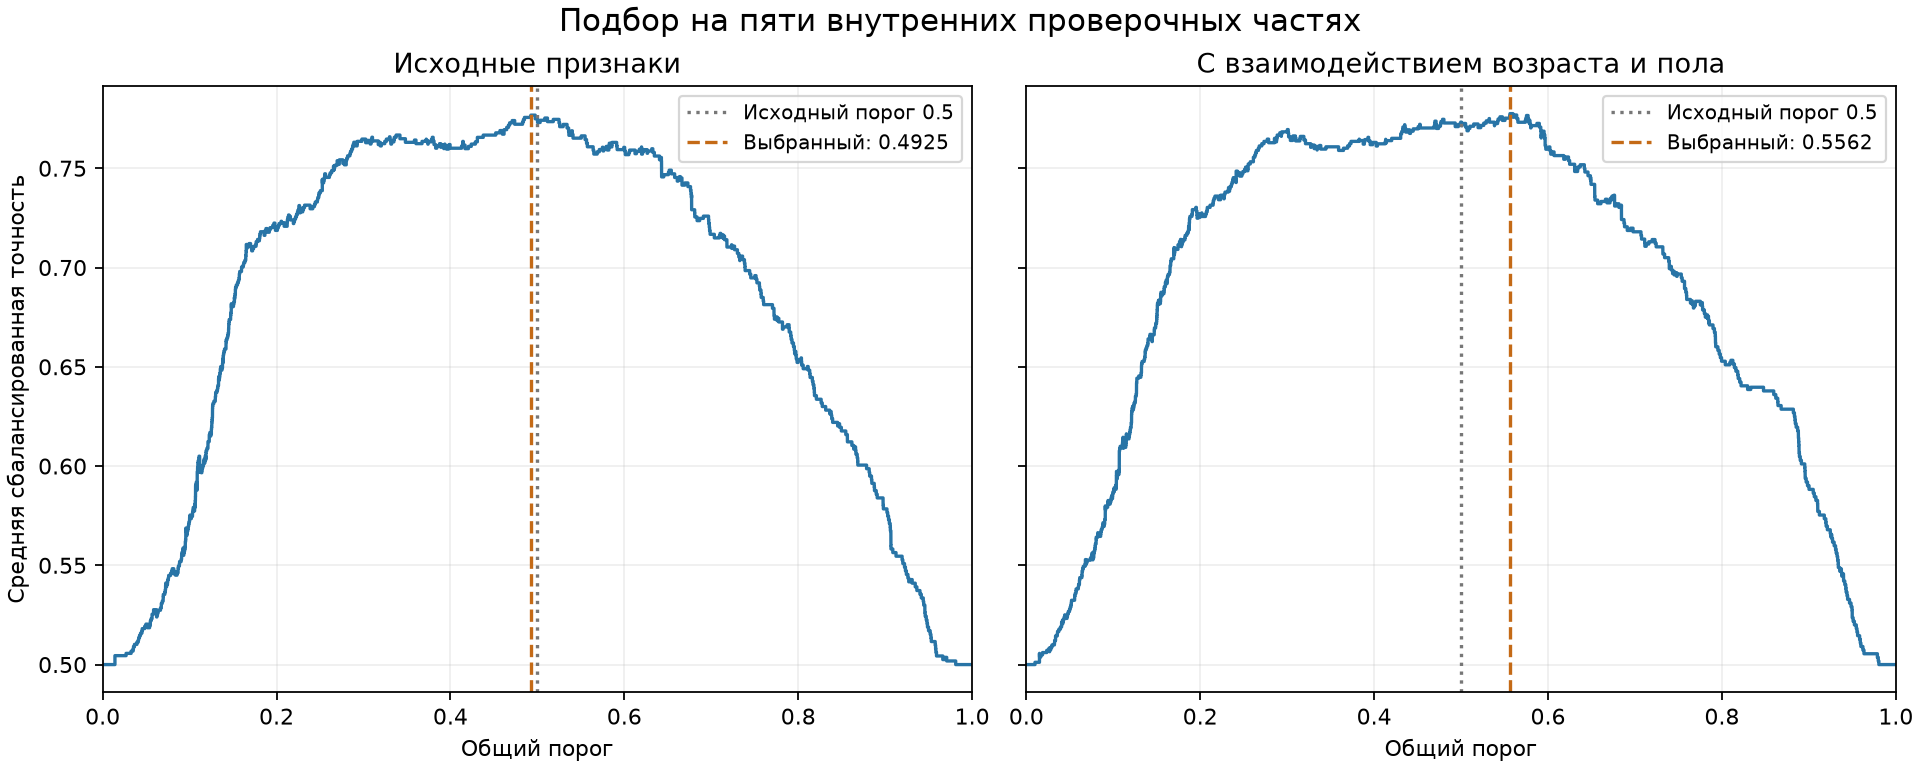 Подбор на пяти внутренних проверочных частях
Исходные признаки
Исходный порог 0.5
Выбранный: 0.4925
Средняя сбалансированная точность
0.75
0.70
0.65
0.60
0.55
0.50
0.0 0.2 0.4 0.6 0.8 1.0
Общий порог
С взаимодействием возраста и пола
Исходный порог 0.5
Выбранный: 0.5562
0.0 0.2 0.4 0.6 0.8 1.0
Общий порог